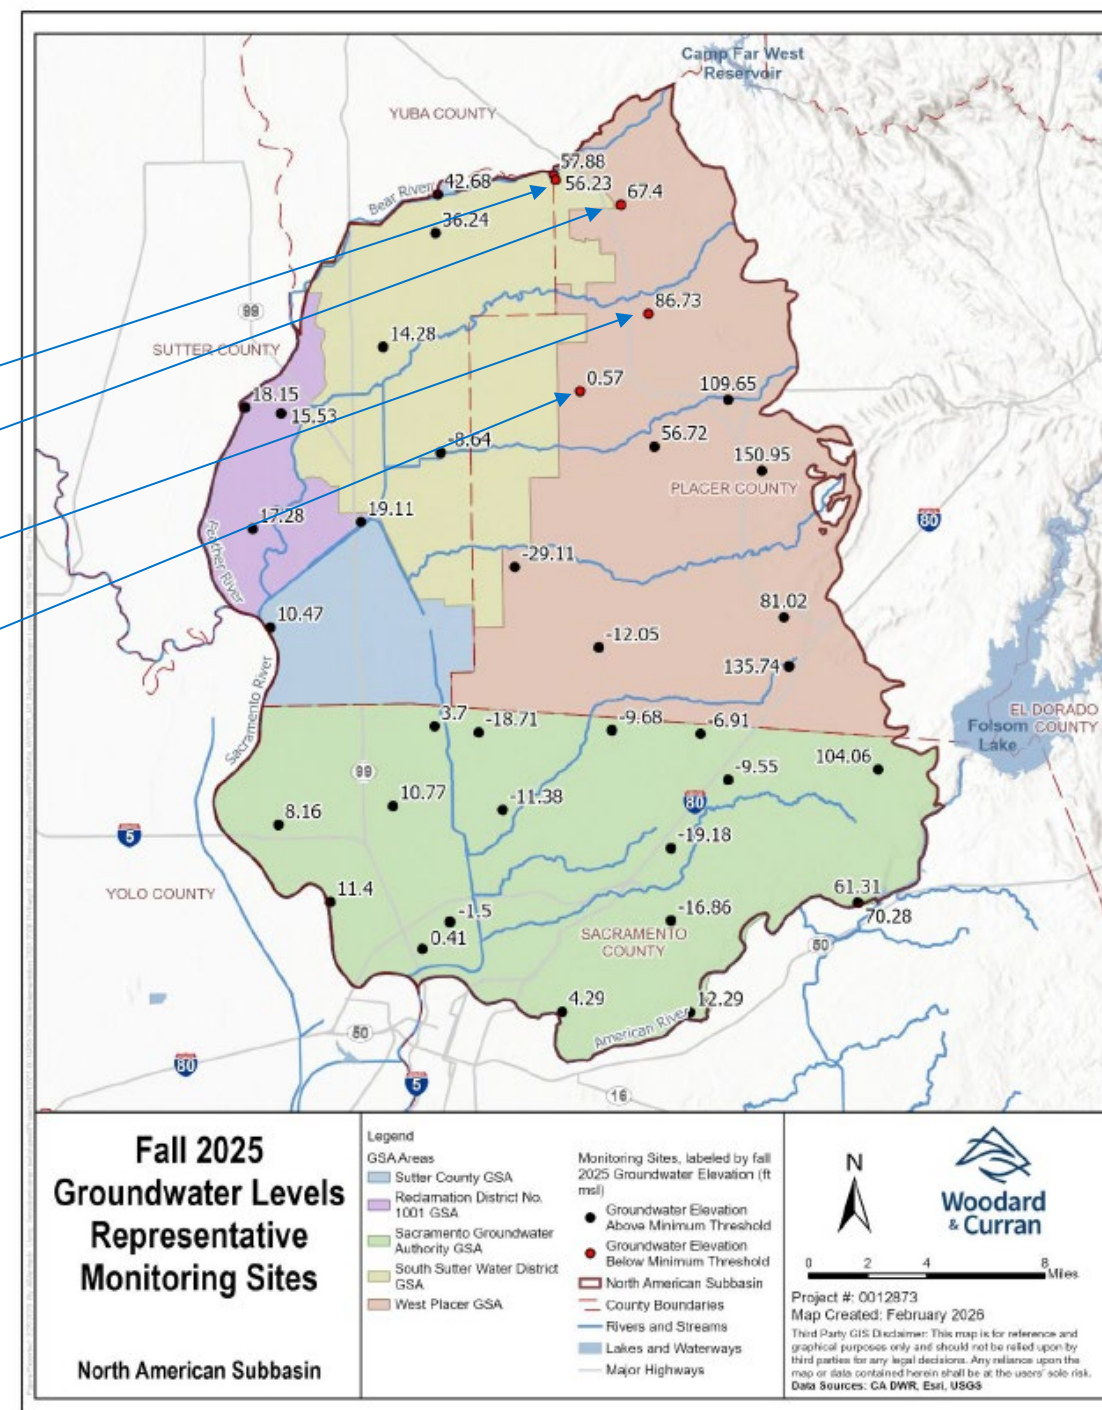 Camp Far West
Reservoir
YUBA COUNTY
57.88
42.68
56.23
67.4
Bear River
36.24
86.73
99
14.28
SUTTER COUNTY
0.57
109.65
18.15
15.53
-8.64
56.72
150.95
PLACER COUNTY
17.28
19.11
80
Feather River
-29.11
10.47
81.02
-12.05
135.74
Sacramento River
3.7
-18.71
-9.68
-6.91
EL DORADO
COUNTY
Folsom
Lake
104.06
99
-9.55
10.77
-11.38
80
8.16
5
-19.18
YOLO COUNTY
11.4
61.31
-1.5
-16.86
70.28
0.41
SACRAMENTO
COUNTY
50
4.29
12.29
American River
50
80
5
16
Fall 2025
Groundwater Levels
Representative
Monitoring Sites
North American Subbasin
Legend
GSA Areas
Sutter County GSA
Reclamation District No.
1001 GSA
Sacramento Groundwater
Authority GSA
South Sutter Water District
GSA
West Placer GSA
Monitoring Sites, labeled by fall
2025 Groundwater Elevation (ft
msl)
Groundwater Elevation
Above Minimum Threshold
Groundwater Elevation
Below Minimum Threshold
North American Subbasin
County Boundaries
Rivers and Streams
Lakes and Waterways
Major Highways
N
Woodard
& Curran
0 2 4 8
Miles
Project #: 0012873
Map Created: February 2026
Third Party GIS Disclaimer: This map is for reference and
graphical purposes only and should not be relied upon by
third parties for any legal decisions. Any reliance upon the
map or data contained herein shall be at the users' sole risk.
Data Sources: CA DWR, Esri, USGS